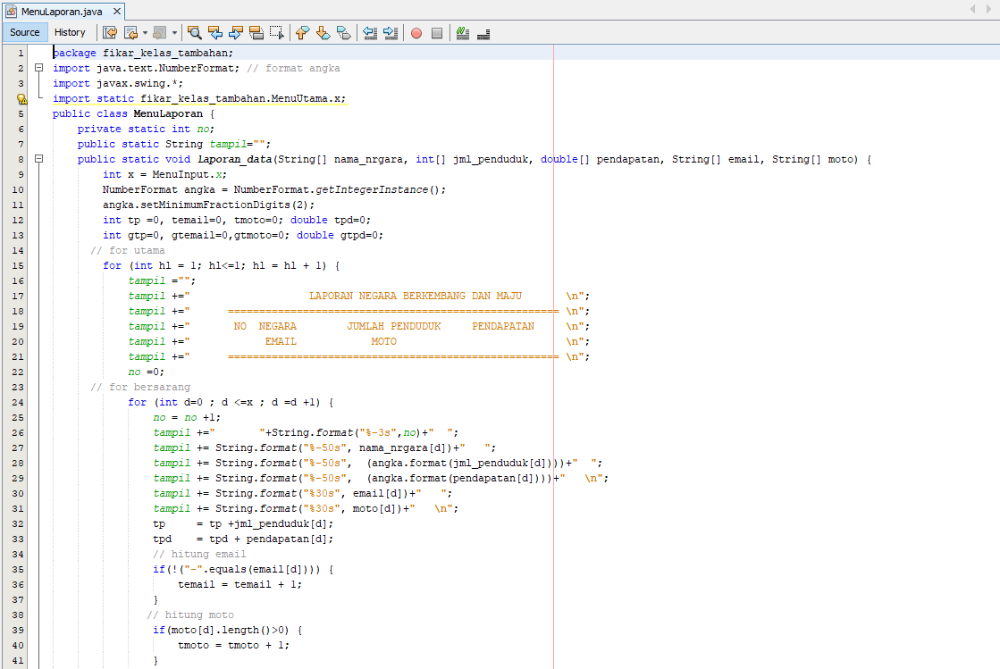 MenuLaporan.java
Source History
1 package fikar_kelas_tambahan;
2 import java.text.NumberFormat; // format angka
3 import javax.swing.*;
import static fikar_kelas_tambahan.MenuUtama.x;
5 public class MenuLaporan {
6 private static int no;
7 public static String tampil="";
8 public static void laporan_data(String[] nama_nrgara, int[] jml_penduduk, double[] pendapatan, String[] email, String[] moto) {
9 int x = MenuInput.x;
10 NumberFormat angka = NumberFormat.getIntegerInstance();
11 angka.setMinimumFractionDigits(2);
12 int tp =0, temail=0, tmoto=0; double tpd=0;
13 int gtp=0, gtemail=0,gtmoto=0; double gtpd=0;
14 // for utama
15 for (int hl = 1; hl<=1; hl = hl + 1) {
16 tampil ="";
17 tampil +=" LAPORAN NEGARA BERKEMBANG DAN MAJU \n";
18 tampil +=" ===================================================== \n";
19 tampil +=" NO NEGARA JUMLAH PENDUDUK PENDAPATAN \n";
20 tampil +=" EMAIL MOTO \n";
21 tampil +=" ===================================================== \n";
22 no =0;
23 // for bersarang
24 for (int d=0 ; d <=x ; d =d +1) {
25 no = no +1;
26 tampil +=" "+String.format("%-3s",no)+" ";
27 tampil += String.format("%-50s", nama_nrgara[d])+" ";
28 tampil += String.format("%-50s", (angka.format(jml_penduduk[d])))+" ";
29 tampil += String.format("%-50s", (angka.format(pendapatan[d])))+" \n";
30 tampil += String.format("%30s", email[d])+" ";
31 tampil += String.format("%30s", moto[d])+" \n";
32 tp = tp +jml_penduduk[d];
33 tpd = tpd + pendapatan[d];
34 // hitung email
35 if(!("-".equals(email[d]))) {
36 temail = temail + 1;
37 }
38 // hitung moto
39 if(moto[d].length()>0) {
40 tmoto = tmoto + 1;
41 }